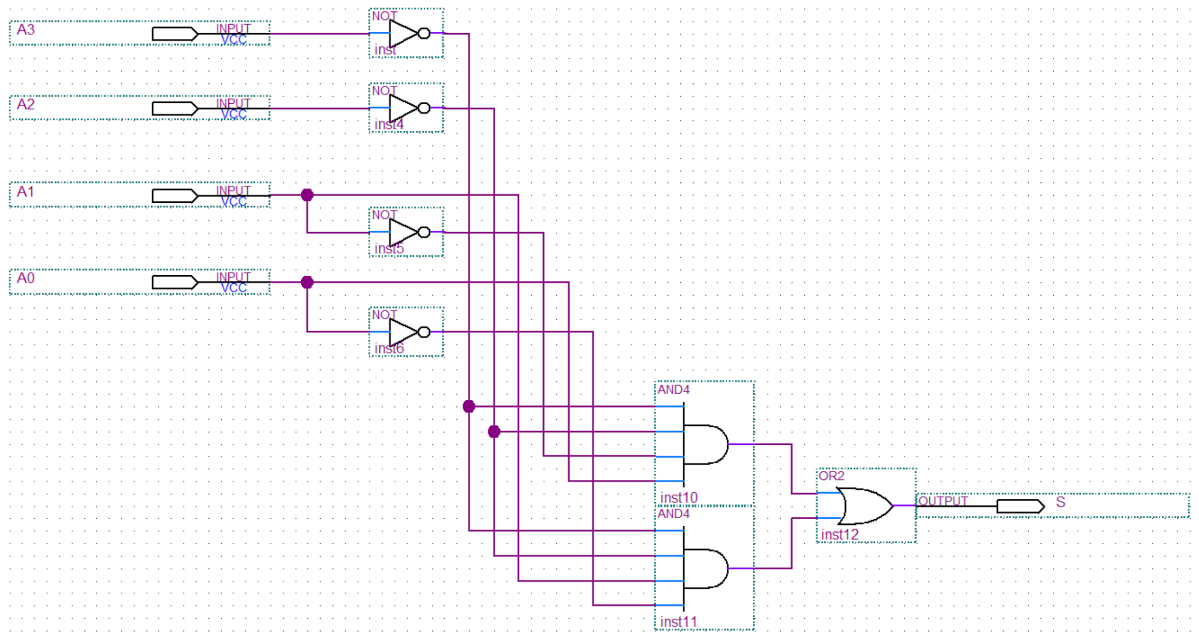 NOT
A3
INPUT
VCC
inst
NOT
A2
INPUT
VCC
inst4
A1
INPUT
VCC
NOT
inst5
A0
INPUT
VCC
NOT
inst6
AND4
inst10
AND4
inst11
OR2
inst12
OUTPUT
S